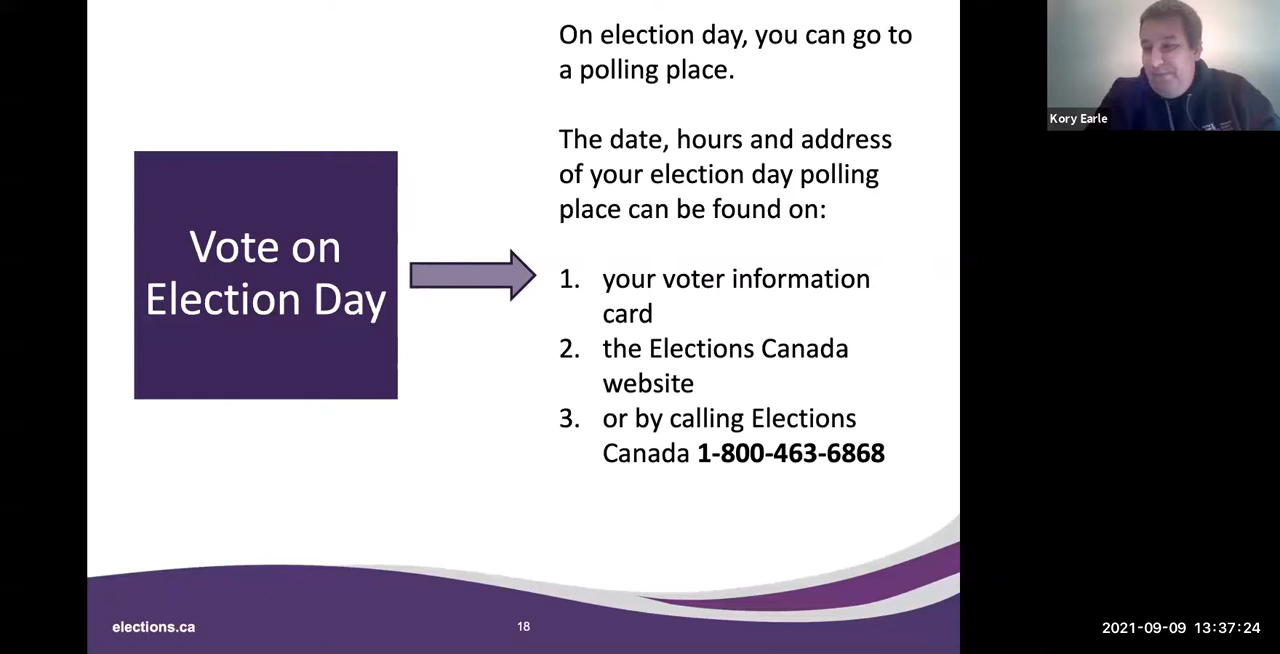 On election day, you can go to
a polling place.
The date, hours and address
of your election day polling
place can be found on:
1. your voter information
card
2. the Elections Canada
website
3. or by calling Elections
Canada 1-800-463-6868
Vote on
Election Day
elections.ca
18
Kory Earle
2021-09-09 13:37:24